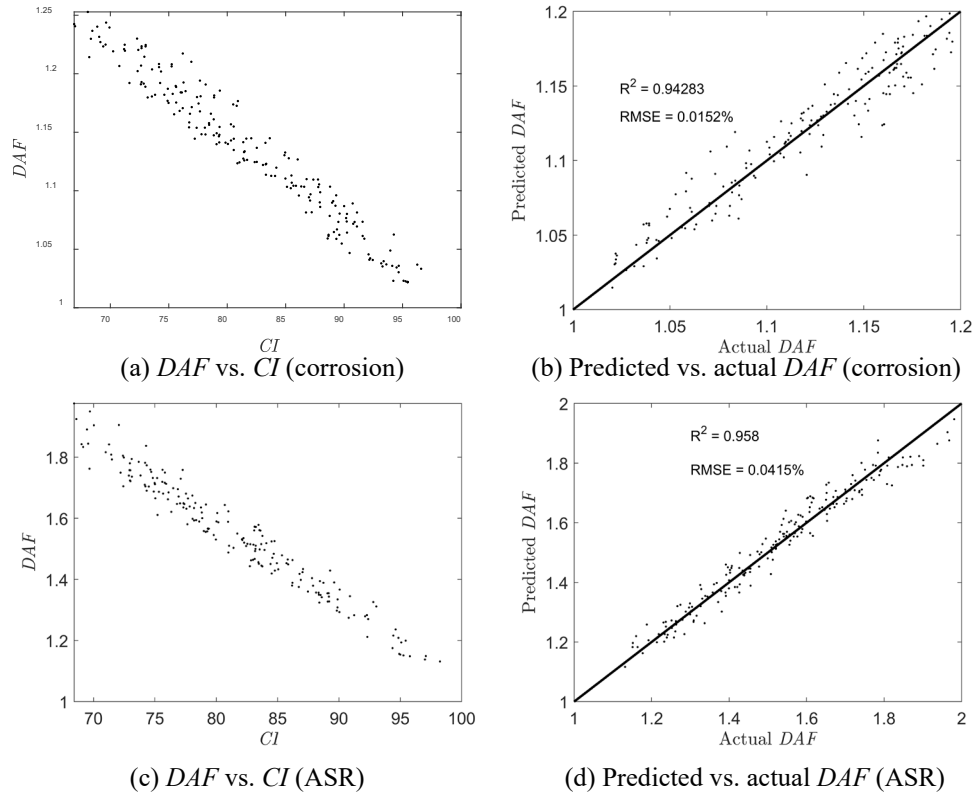 1.25
1.2
1.15
1.1
1.05
1
DAF
70
75
80
85
90
95
100
CI
(a) DAF vs. CI (corrosion)
1.2
1.15
1.1
1.05
1
Predicted DAF
R² = 0.94283
RMSE = 0.0152%
1
1.05
1.1
1.15
1.2
Actual DAF
(b) Predicted vs. actual DAF (corrosion)
1.8
1.6
1.4
1.2
1
DAF
70
75
80
85
90
95
100
CI
(c) DAF vs. CI (ASR)
2
1.8
1.6
1.4
1.2
1
Predicted DAF
R² = 0.958
RMSE = 0.0415%
1
1.2
1.4
1.6
1.8
2
Actual DAF
(d) Predicted vs. actual DAF (ASR)